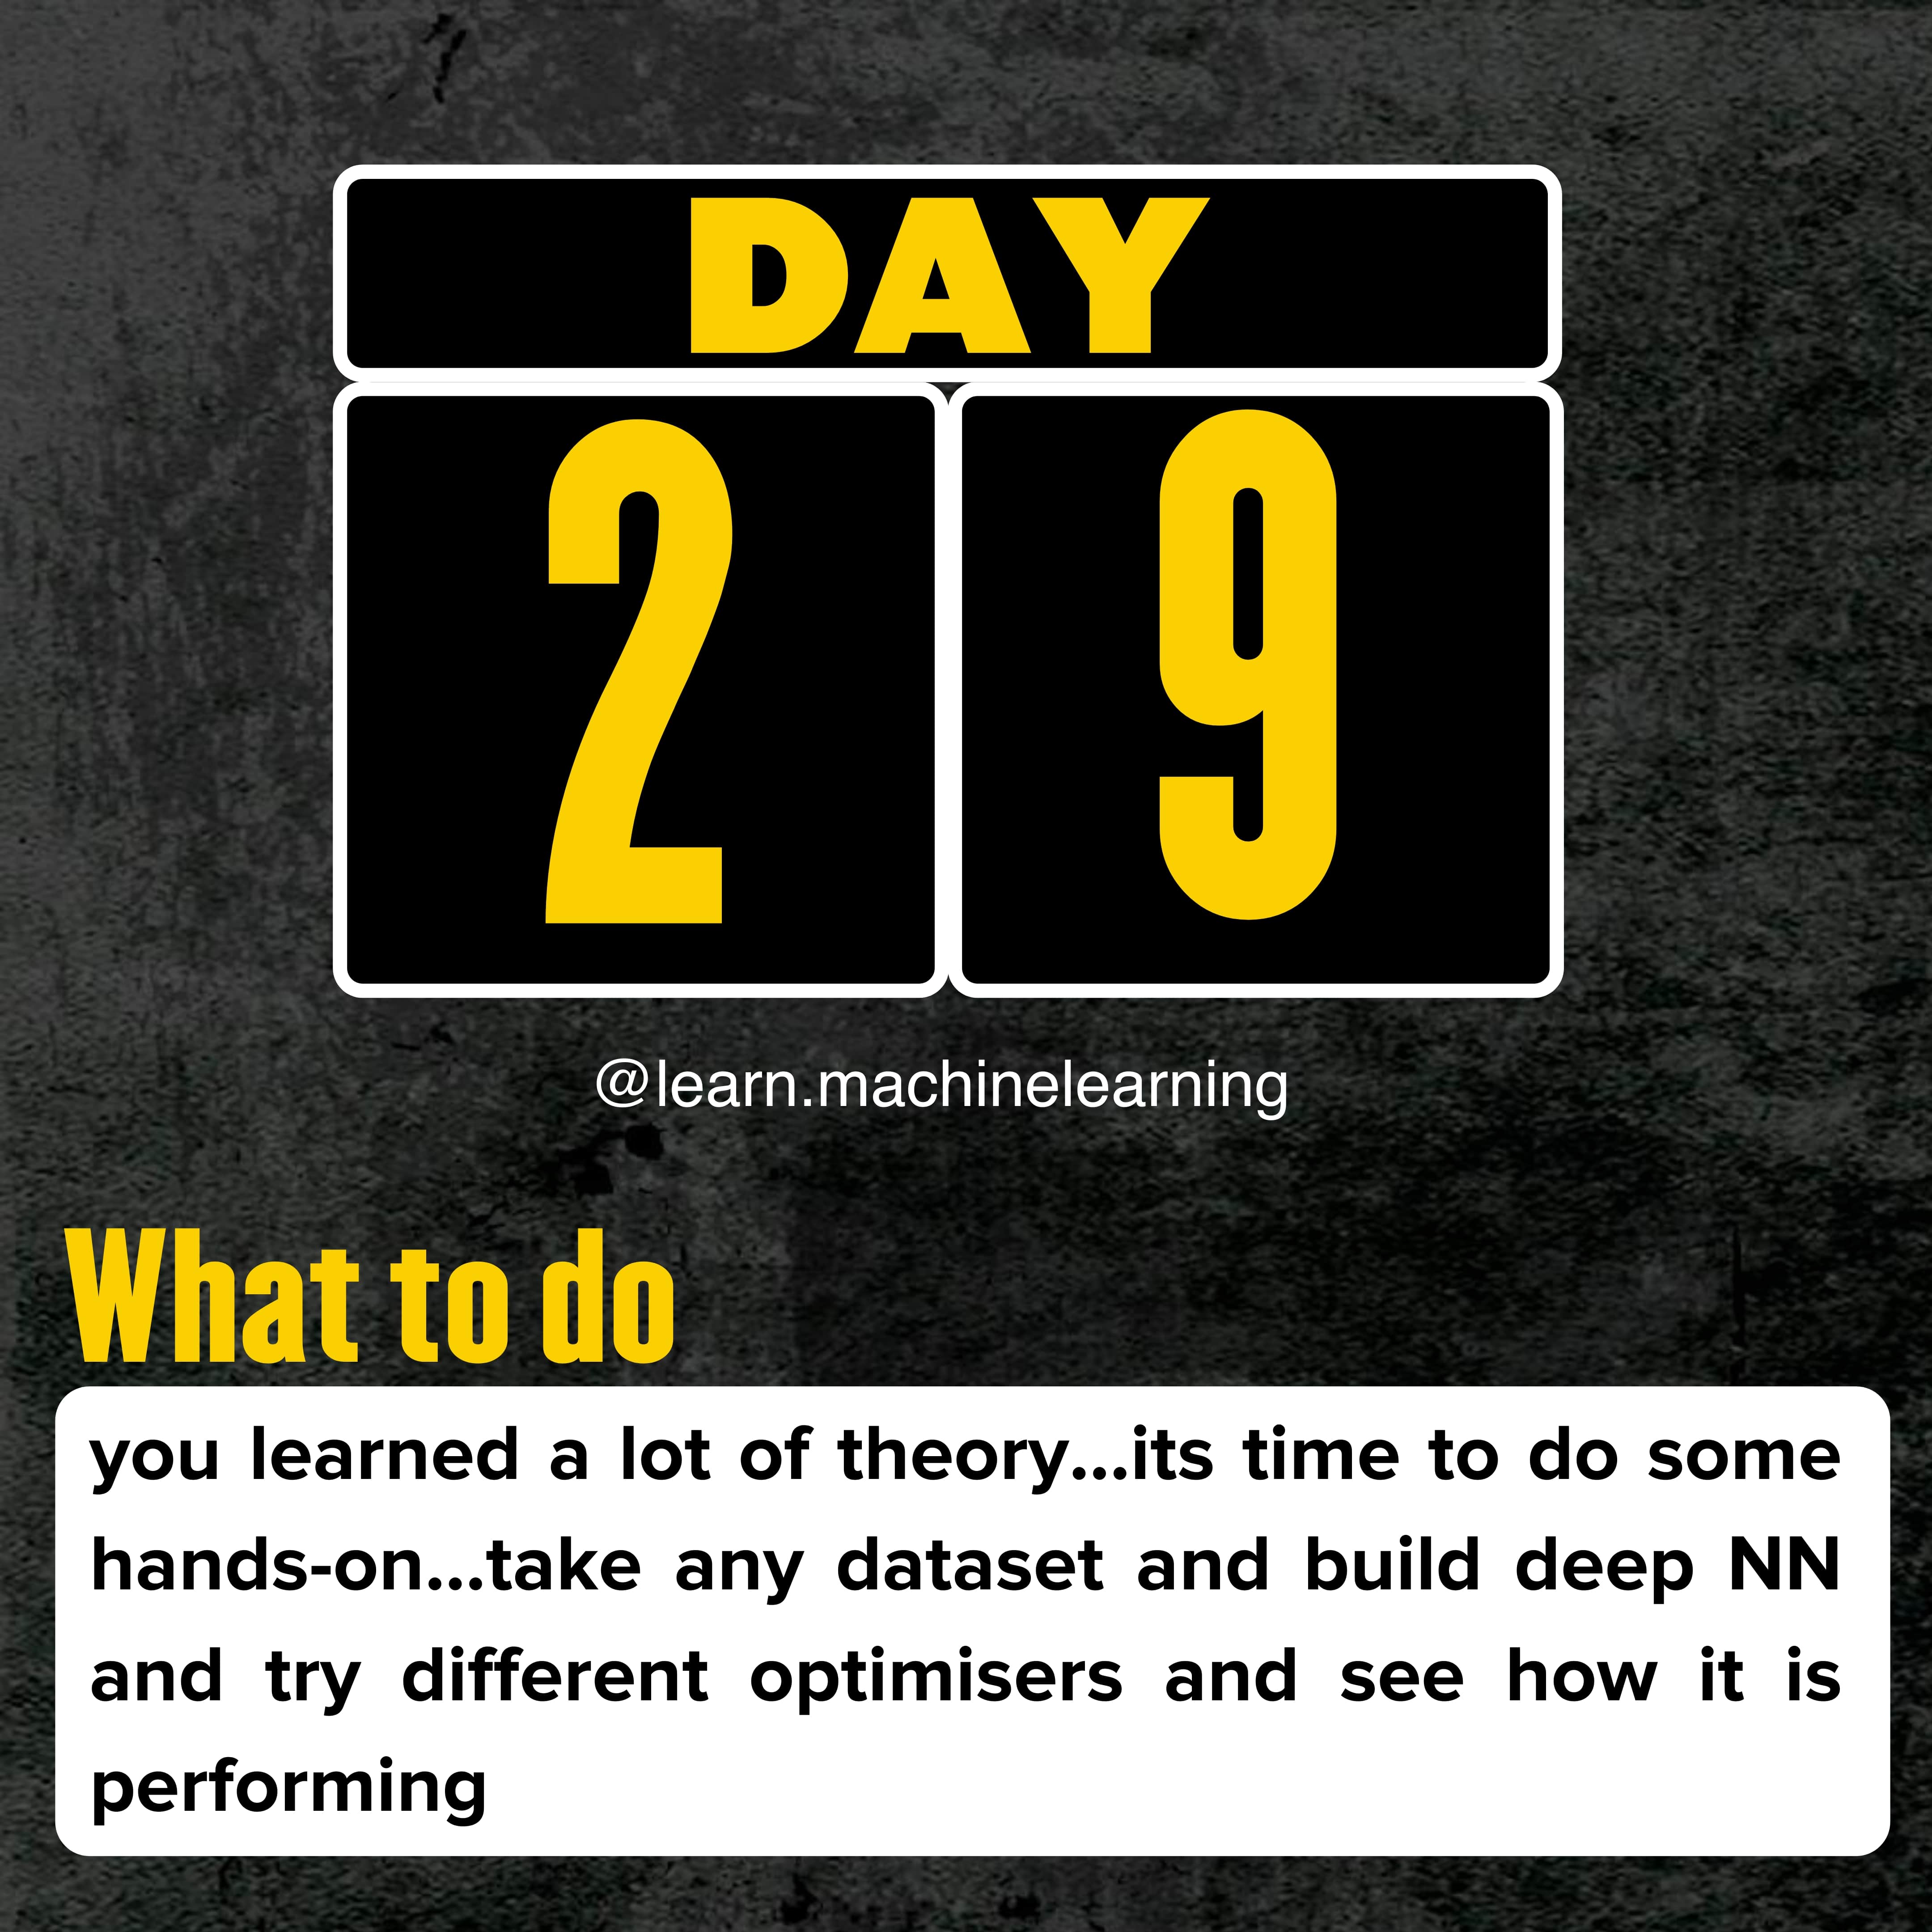 DAY
2 9
@learn.machinelearning
What to do
you learned a lot of theory...its time to do some
hands-on...take any dataset and build deep NN
and try different optimisers and see how it is
performing